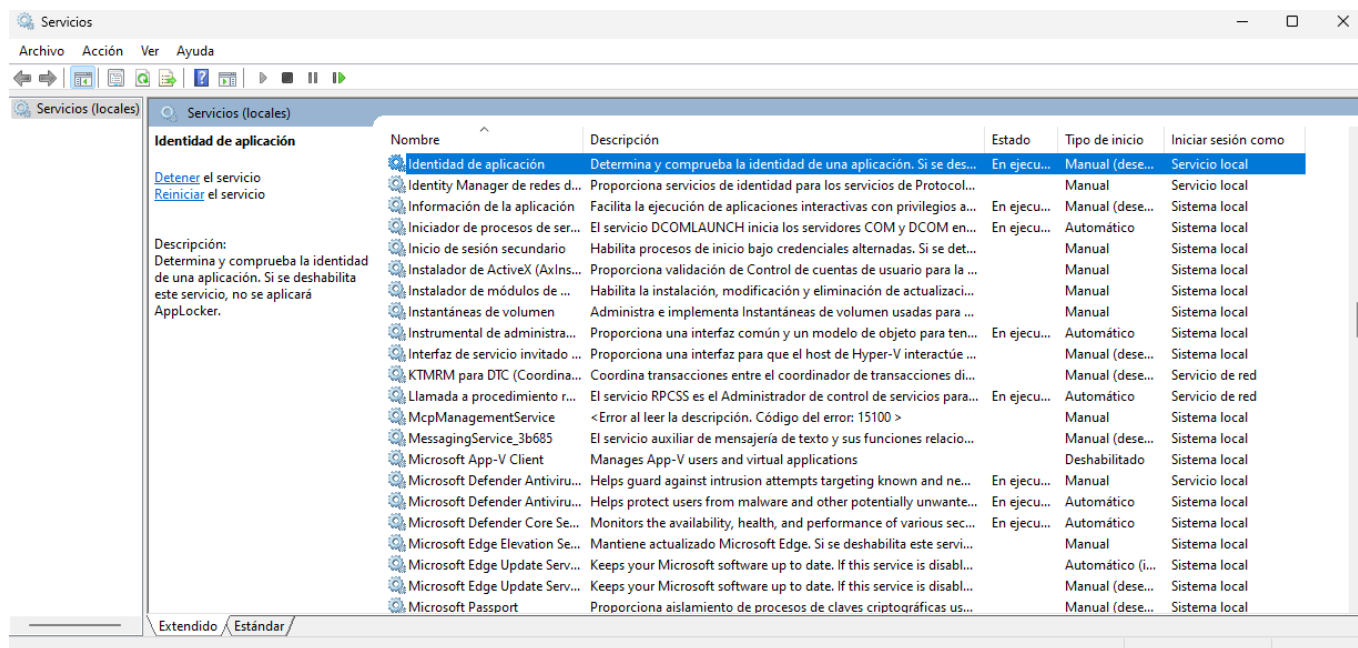 Servicios
Archivo Acción Ver Ayuda
Servicios (locales)
Servicios (locales)
Identidad de aplicación
Detener el servicio
Reiniciar el servicio
Descripción:
Determina y comprueba la identidad
de una aplicación. Si se deshabilita
este servicio, no se aplicará
AppLocker.
Nombre Descripción Estado Tipo de inicio Iniciar sesión como
Identidad de aplicación Determina y comprueba la identidad de una aplicación. Si se des... En ejecu... Manual (dese... Servicio local
Identity Manager de redes d... Proporciona servicios de identidad para los servicios de Protocol... Manual Servicio local
Información de la aplicación Facilita la ejecución de aplicaciones interactivas con privilegios a... En ejecu... Manual (dese... Sistema local
Iniciador de procesos de ser... El servicio DCOMLAUNCH inicia los servidores COM y DCOM en... En ejecu... Automático Sistema local
Inicio de sesión secundario Habilita procesos de inicio bajo credenciales alternadas. Si se det... Manual Sistema local
Instalador de ActiveX (AxIns... Proporciona validación de Control de cuentas de usuario para la ... Manual Sistema local
Instalador de módulos de ... Habilita la instalación, modificación y eliminación de actualizaci... Manual Sistema local
Instantáneas de volumen Administra e implementa Instantáneas de volumen usadas para ... Manual Sistema local
Instrumental de administra... Proporciona una interfaz común y un modelo de objeto para ten... En ejecu... Automático Sistema local
Interfaz de servicio invitado ... Proporciona una interfaz para que el host de Hyper-V interactúe ... Manual (dese... Sistema local
KTMRM para DTC (Coordina... Coordina transacciones entre el coordinador de transacciones di... Manual (dese... Servicio de red
Llamada a procedimiento r... El servicio RPCSS es el Administrador de control de servicios para... En ejecu... Automático Servicio de red
McpManagementService <Error al leer la descripción. Código del error: 15100 > Manual Sistema local
MessagingService_3b685 El servicio auxiliar de mensajería de texto y sus funciones relacio... Manual (dese... Sistema local
Microsoft App-V Client Manages App-V users and virtual applications Deshabilitado Sistema local
Microsoft Defender Antiviru... Helps guard against intrusion attempts targeting known and ne... En ejecu... Manual Servicio local
Microsoft Defender Antiviru... Helps protect users from malware and other potentially unwante... En ejecu... Automático Sistema local
Microsoft Defender Core Se... Monitors the availability, health, and performance of various sec... En ejecu... Automático Sistema local
Microsoft Edge Elevation Se... Mantiene actualizado Microsoft Edge. Si se deshabilita este servi... Manual Sistema local
Microsoft Edge Update Serv... Keeps your Microsoft software up to date. If this service is disabl... Automático (i... Sistema local
Microsoft Edge Update Serv... Keeps your Microsoft software up to date. If this service is disabl... Manual (dese... Sistema local
Microsoft Passport Proporciona aislamiento de procesos de claves criptográficas us... Manual (dese... Sistema local
Extendido Estándar